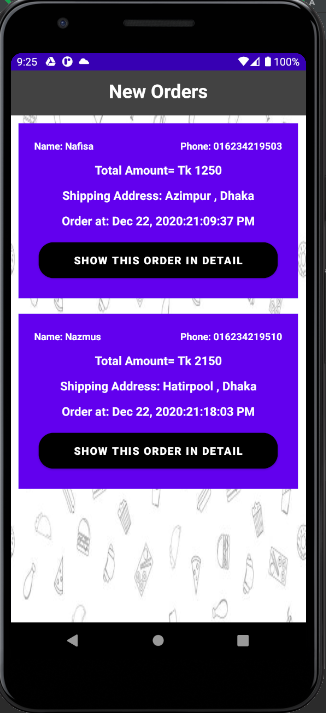 9:25 100%
New Orders
Name: Nafisa Phone: 016234219503
Total Amount= Tk 1250
Shipping Address: Azimpur , Dhaka
Order at: Dec 22, 2020:21:09:37 PM
SHOW THIS ORDER IN DETAIL
Name: Nazmus Phone: 016234219510
Total Amount= Tk 2150
Shipping Address: Hatirpool , Dhaka
Order at: Dec 22, 2020:21:18:03 PM
SHOW THIS ORDER IN DETAIL